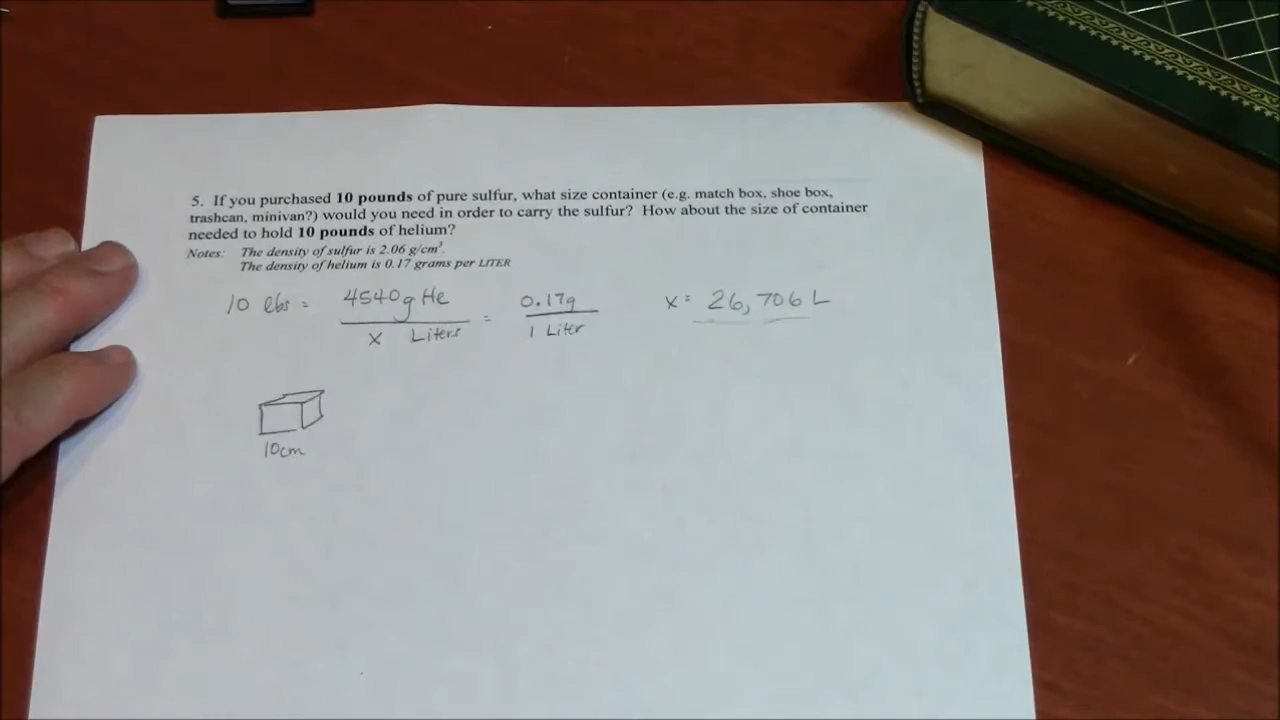 5. If you purchased 10 pounds of pure sulfur, what size container (e.g. match box, shoe box,
trashcan, minivan?) would you need in order to carry the sulfur? How about the size of container
needed to hold 10 pounds of helium?
Notes: The density of sulfur is 2.06 g/cm³.
The density of helium is 0.17 grams per LITER
10 lbs = 4540g He / x Liters = 0.17g / 1 Liter x = 26,706 L
10cm